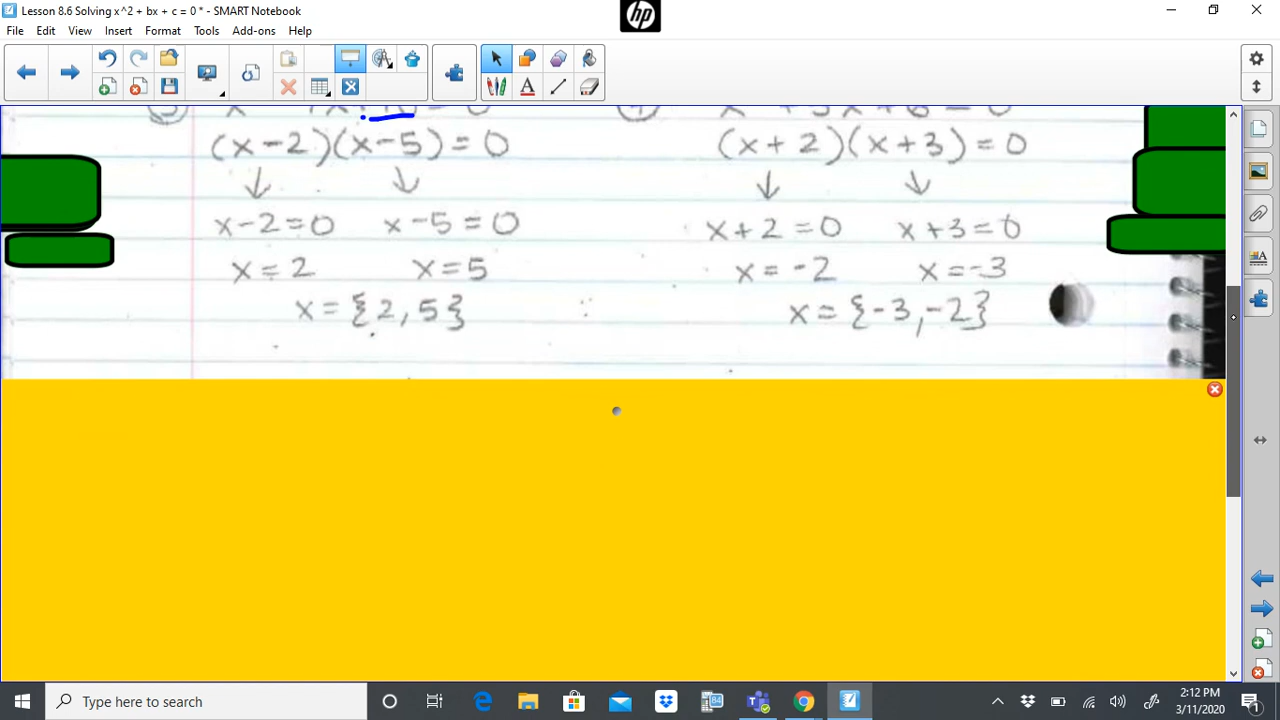 Lesson 8.6 Solving x^2 + bx + c = 0 * - SMART Notebook
hp
File Edit View Insert Format Tools Add-ons Help
(x-2)(x-5)=0
x-2=0 x-5=0
x=2 x=5
x={2,5}
(x+2)(x+3)=0
x+2=0 x+3=0
x=-2 x=-3
x={-3,-2}
Type here to search
2:12 PM
3/11/2020